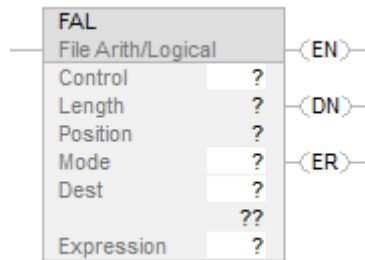 FAL
File Arith/Logical (EN)
Control ?
Length ? (DN)
Position ?
Mode ? (ER)
Dest ?
??
Expression ?